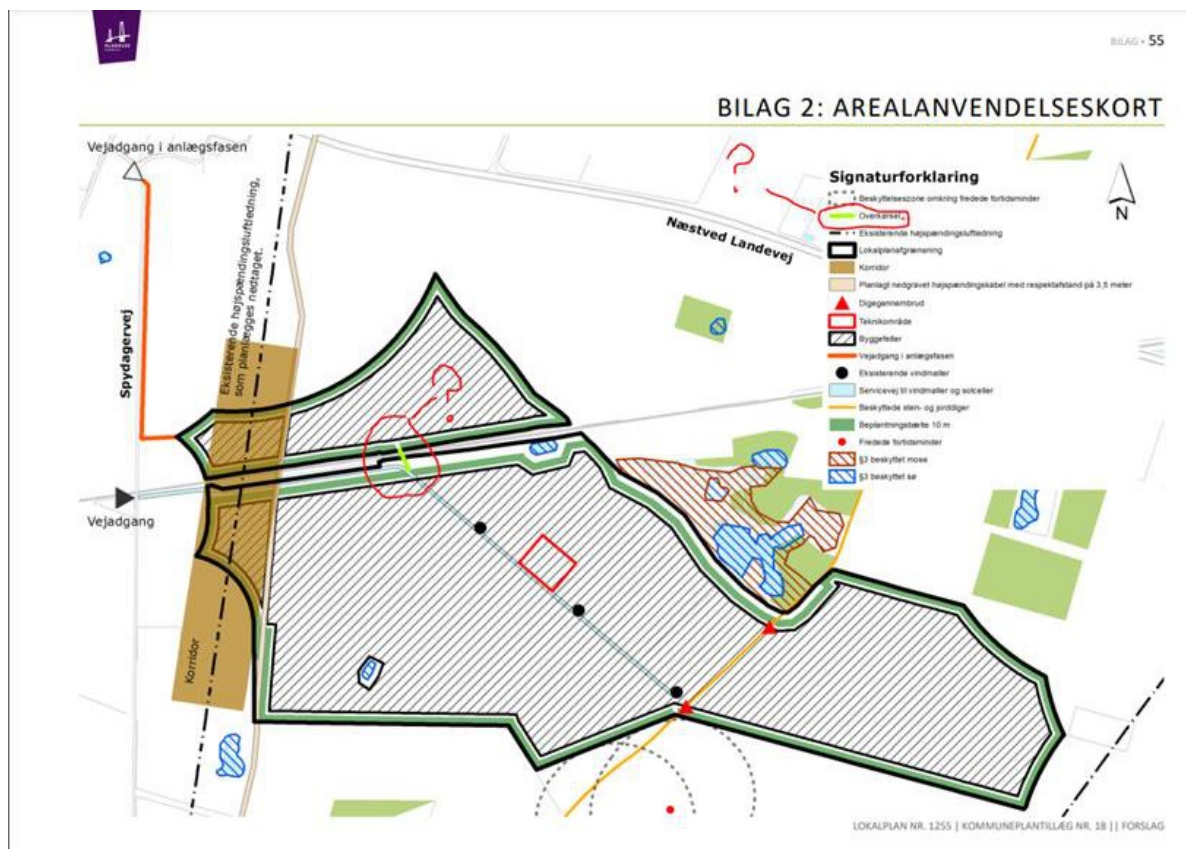 SLAGELSE
BILAG • 55
BILAG 2: AREALANVENDELSESKORT
Vejadgang i anlægsfasen
Spydagervej
Eksisterende højspændingsluftledning,
som planlægges nedtaget.
Næstved Landevej
?
?
Signaturforklaring
Beskyttelseszone omkring fredede fortidsminder
Overkørsel
Eksisterende højspændingsluftledning
Lokalplanafgrænsning
Korridor
Planlagt nedgravet højspændingskabel med respektafstand på 3,5 meter
Digegennembrud
Teknikområde
Byggefelter
Vejadgang i anlægsfasen
Eksisterende vindmøller
Servicevej til vindmøller og solceller
Beskyttede sten- og jorddiger
Beplantningsbælte 10 m
Fredede fortidsminder
§3 beskyttet mose
§3 beskyttet sø
N
Vejadgang
Korridor
LOKALPLAN NR. 1255 | KOMMUNEPLANTILLÆG NR. 18 || FORSLAG